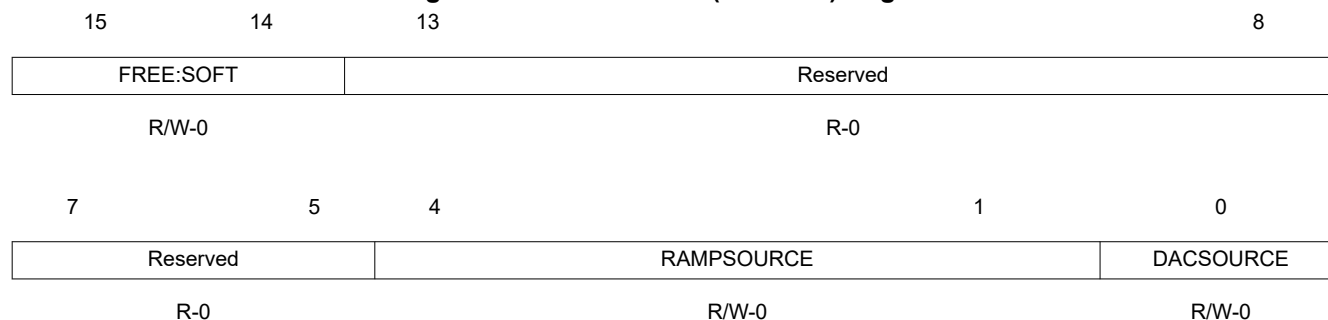 15 14 13 8
FREE:SOFT Reserved
R/W-0 R-0
7 5 4 1 0
Reserved RAMPSOURCE DACSOURCE
R-0 R/W-0 R/W-0